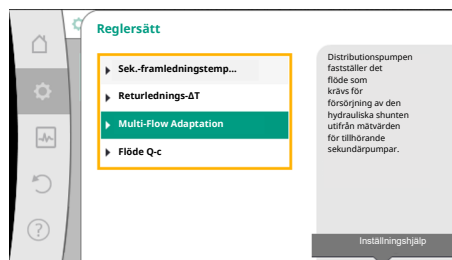 Reglersätt
Sek.-framledningstemp...
Returlednings-ΔT
Multi-Flow Adaptation
Flöde Q-c
Distributionspumpen
fastställer det
flöde som
krävs för
försörjning av den
hydrauliska shunten
utifrån mätvärden
för tillhörande
sekundärpumpar.
Inställningshjälp